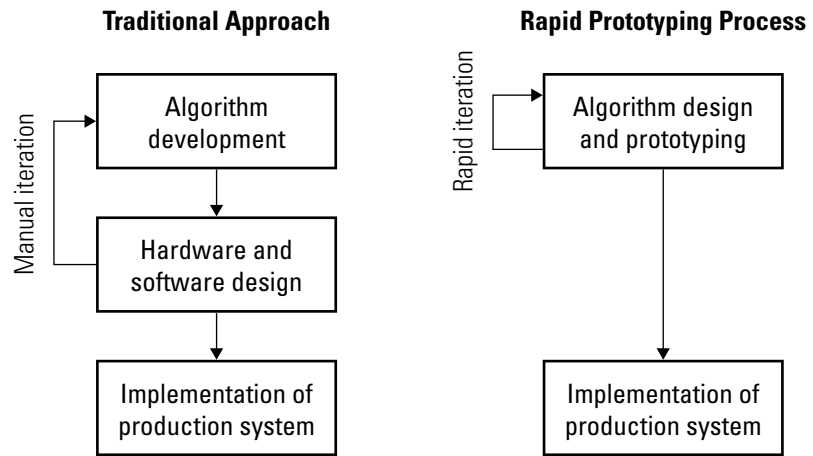 Traditional Approach
Manual iteration
Algorithm
development
Hardware and
software design
Implementation of
production system
Rapid Prototyping Process
Rapid iteration
Algorithm design
and prototyping
Implementation of
production system